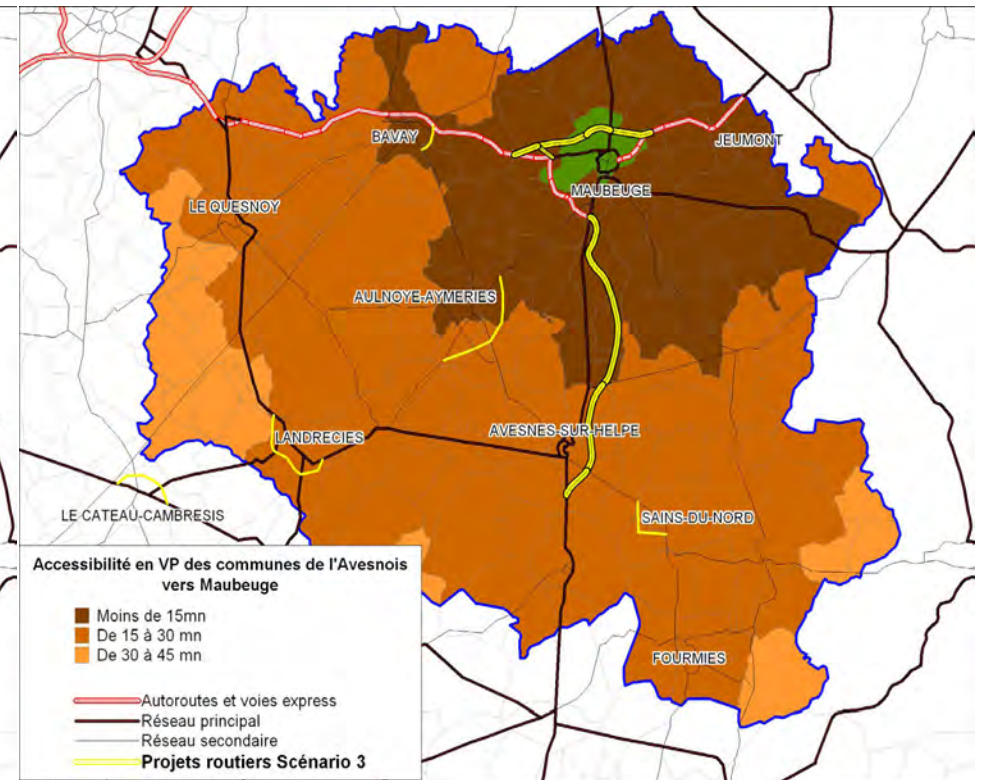 BAVAY
JEUMONT
MAUBEUGE
LE QUESNOY
AULNOYE-AYMERIES
AVESNES-SUR-HELPE
LANDRECIES
LE CATEAU-CAMBRESIS
SAINS-DU-NORD
FOURMIES
Accessibilité en VP des communes de l'Avesnois
vers Maubeuge
Moins de 15mn
De 15 à 30 mn
De 30 à 45 mn
Autoroutes et voies express
Réseau principal
Réseau secondaire
Projets routiers Scénario 3